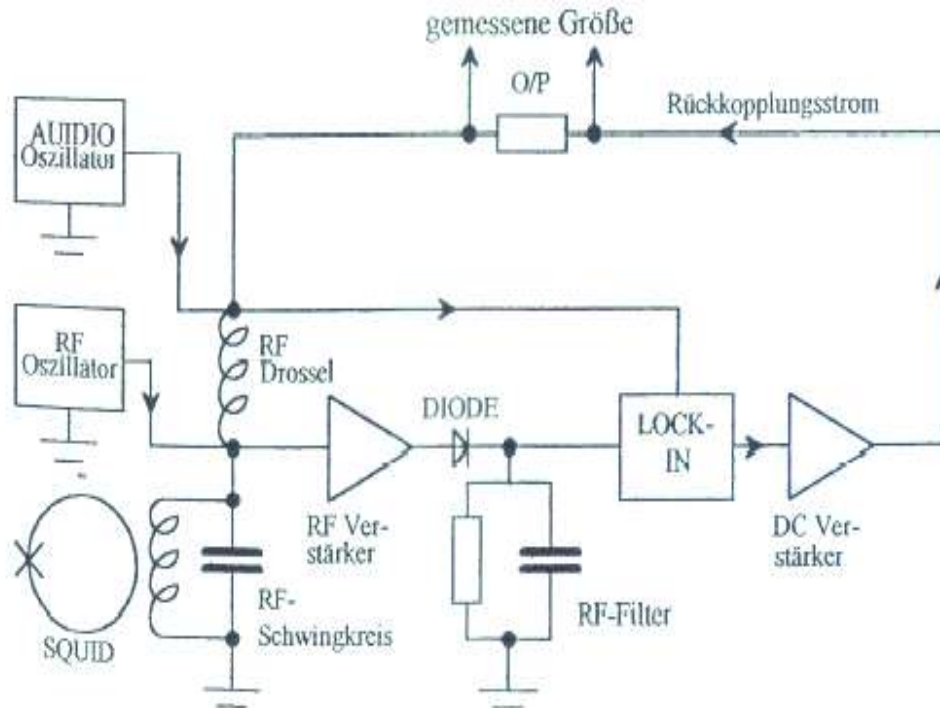 gemessene Größe
O/P
Rückkopplungsstrom
AUIDIO
Oszillator
RF
Oszillator
RF
Drossel
DIODE
LOCK-
IN
RF Ver-
stärker
DC Ver-
stärker
RF-
Schwingkreis
RF-Filter
SQUID